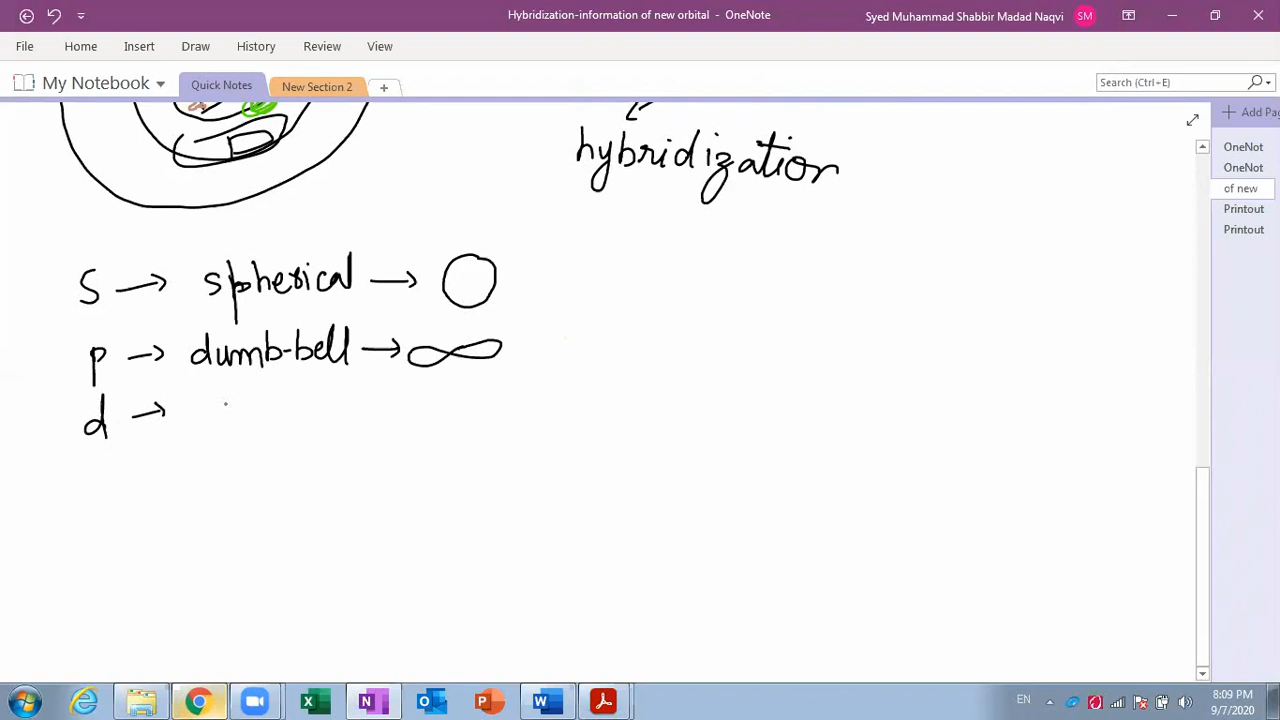 Hybridization-information of new orbital - OneNote
Syed Muhammad Shabbir Madad Naqvi
SM
File Home Insert Draw History Review View
My Notebook
Quick Notes
New Section 2
Search (Ctrl+E)
Add Pag
OneNot
OneNot
of new
Printout
Printout
hybridization
S → spherical →
p → dumb-bell →
d →
EN
8:09 PM
9/7/2020